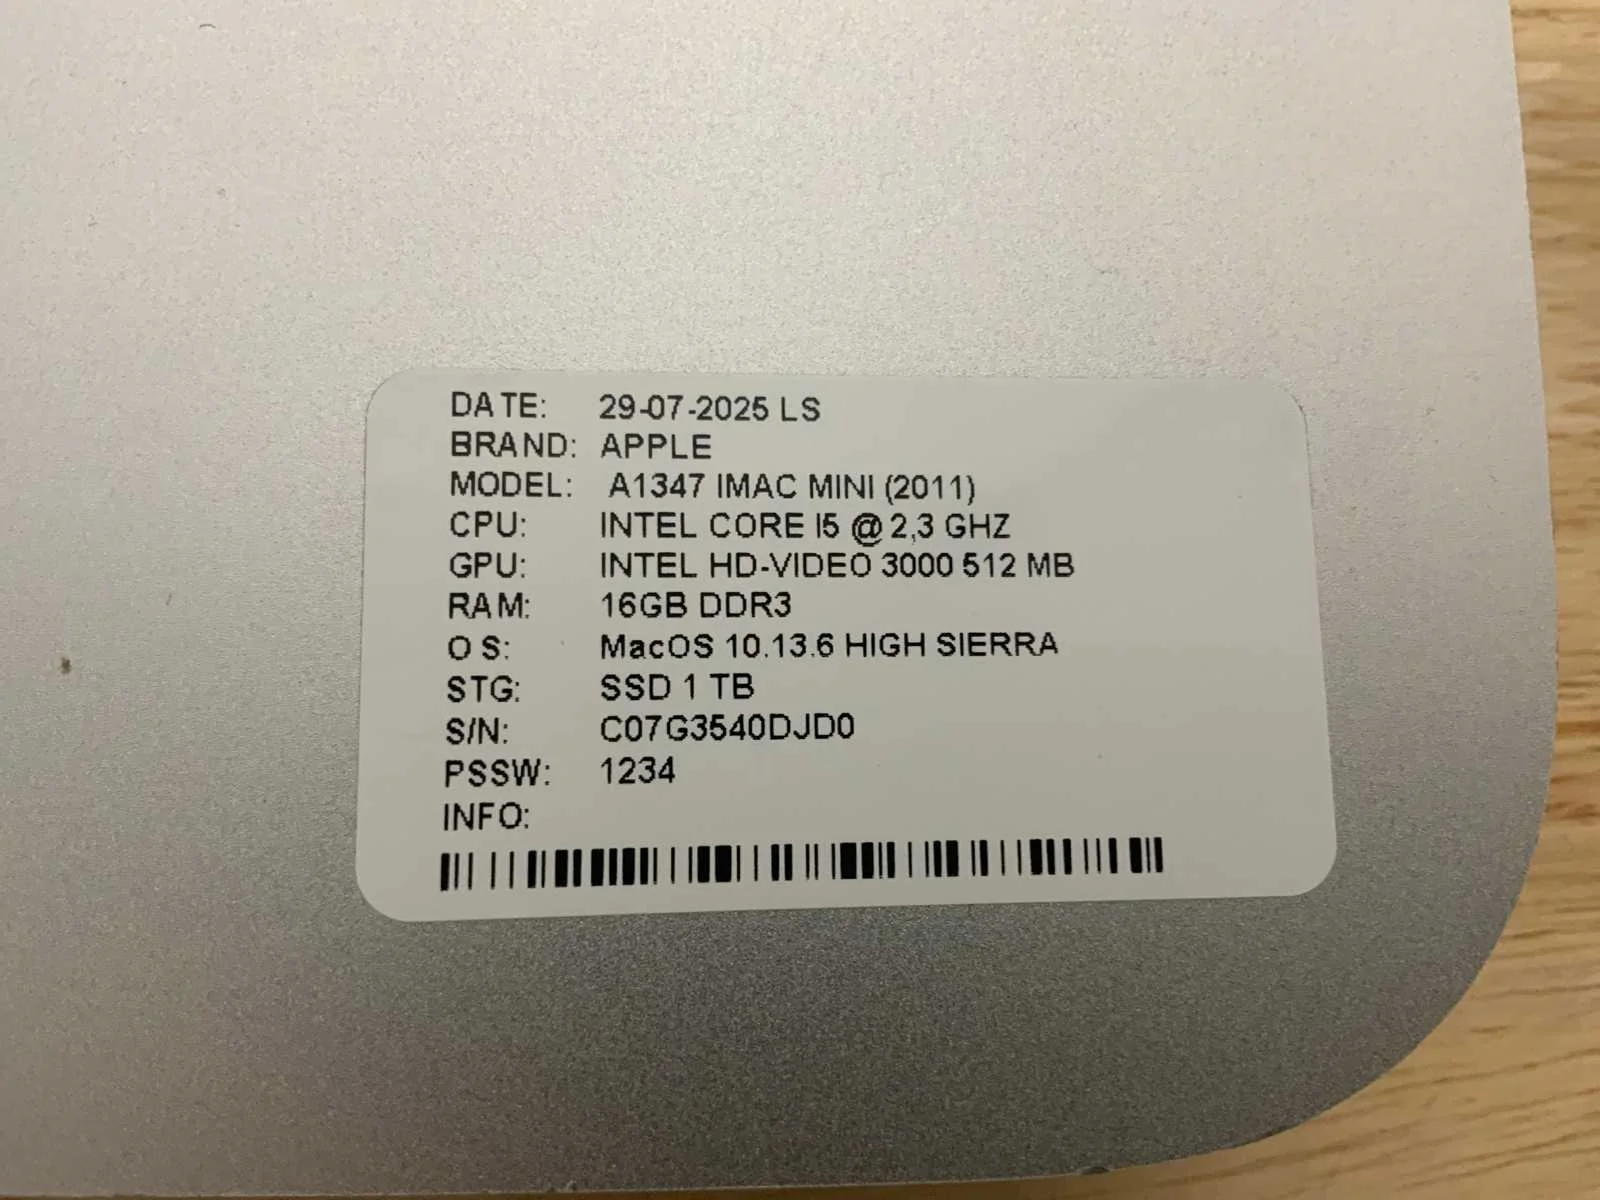 DATE: 29-07-2025 LS
BRAND: APPLE
MODEL: A1347 IMAC MINI (2011)
CPU: INTEL CORE I5 @ 2,3 GHZ
GPU: INTEL HD-VIDEO 3000 512 MB
RAM: 16GB DDR3
OS: MacOS 10.13.6 HIGH SIERRA
STG: SSD 1 TB
S/N: C07G3540DJD0
PSSW: 1234
INFO: